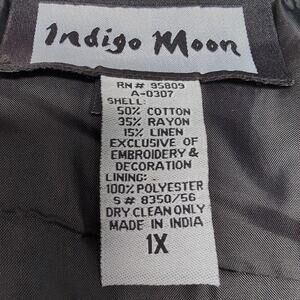 Indigo Moon
RN# 95809
A-0307
SHELL:
50% COTTON
35% RAYON
15% LINEN
EXCLUSIVE OF
EMBROIDERY &
DECORATION
LINING:
100% POLYESTER
S # 8350/56
DRY CLEAN ONLY
MADE IN INDIA
1X